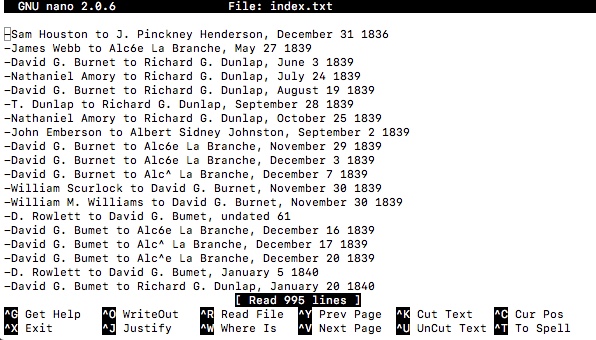 GNU nano 2.0.6 File: index.txt
-Sam Houston to J. Pinckney Henderson, December 31 1836
-James Webb to Alc6e La Branche, May 27 1839
-David G. Burnet to Richard G. Dunlap, June 3 1839
-Nathaniel Amory to Richard G. Dunlap, July 24 1839
-David G. Burnet to Richard G. Dunlap, August 19 1839
-T. Dunlap to Richard G. Dunlap, September 28 1839
-Nathaniel Amory to Richard G. Dunlap, October 25 1839
-John Emberson to Albert Sidney Johnston, September 2 1839
-David G. Burnet to Alc6e La Branche, November 29 1839
-David G. Burnet to Alc6e La Branche, December 3 1839
-David G. Burnet to Alc^ La Branche, December 7 1839
-William Scurlock to David G. Burnet, November 30 1839
-William M. Williams to David G. Burnet, November 30 1839
-D. Rowlett to David G. Bumet, undated 61
-David G. Bumet to Alc6e La Branche, December 16 1839
-David G. Bumet to Alc^ La Branche, December 17 1839
-David G. Bumet to Alc^e La Branche, December 20 1839
-D. Rowlett to David G. Bumet, January 5 1840
-David G. Bumet to Richard G. Dunlap, January 20 1840
[ Read 995 lines ]
^G Get Help ^O WriteOut ^R Read File ^Y Prev Page ^K Cut Text ^C Cur Pos
^X Exit ^J Justify ^W Where Is ^V Next Page ^U UnCut Text ^T To Spell